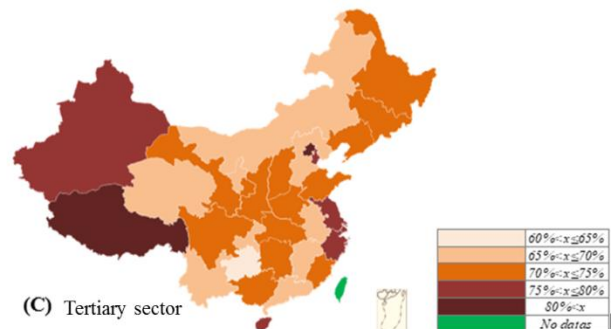 60%<x≤65%
65%<x≤70%
70%<x≤75%
75%<x≤80%
80%<x
No datas
(C) Tertiary sector